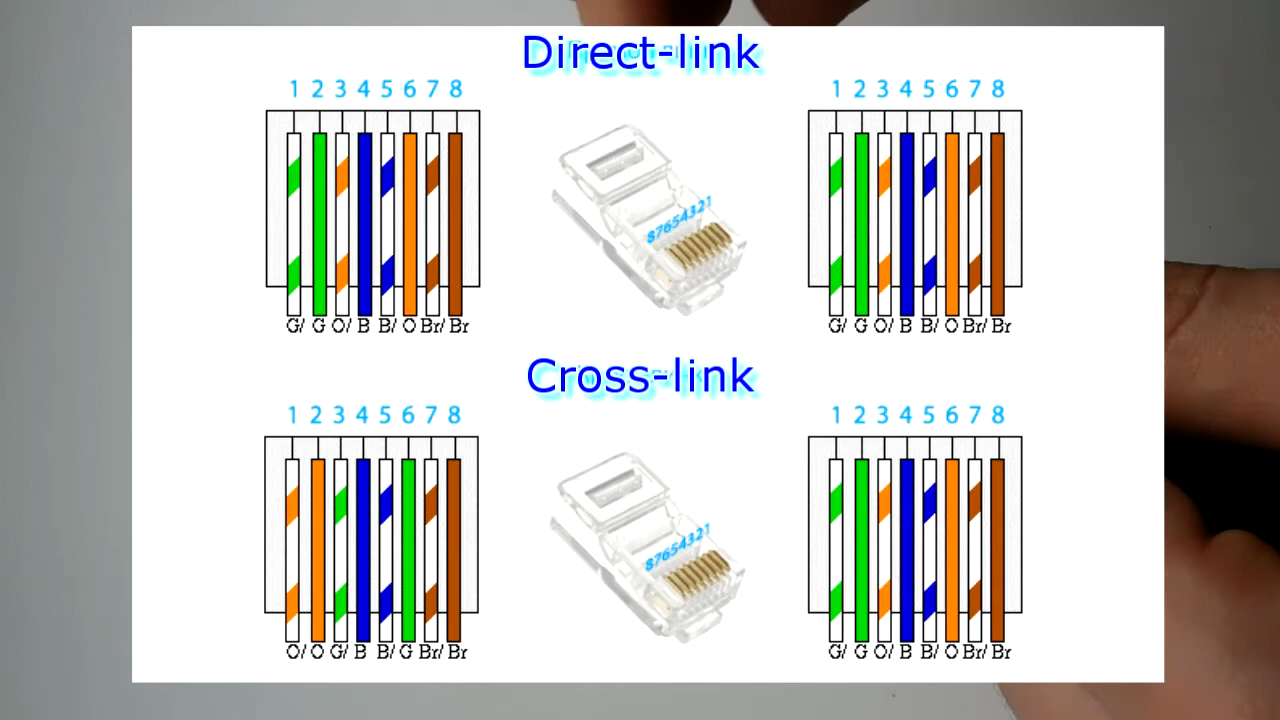 Direct-link
1 2 3 4 5 6 7 8
1 2 3 4 5 6 7 8
87654321
G/ G O/ B B/ O Br/ Br
G/ G O/ B B/ O Br/ Br
Cross-link
1 2 3 4 5 6 7 8
1 2 3 4 5 6 7 8
87654321
O/ O G/ B B/ G Br/ Br
G/ G O/ B B/ O Br/ Br